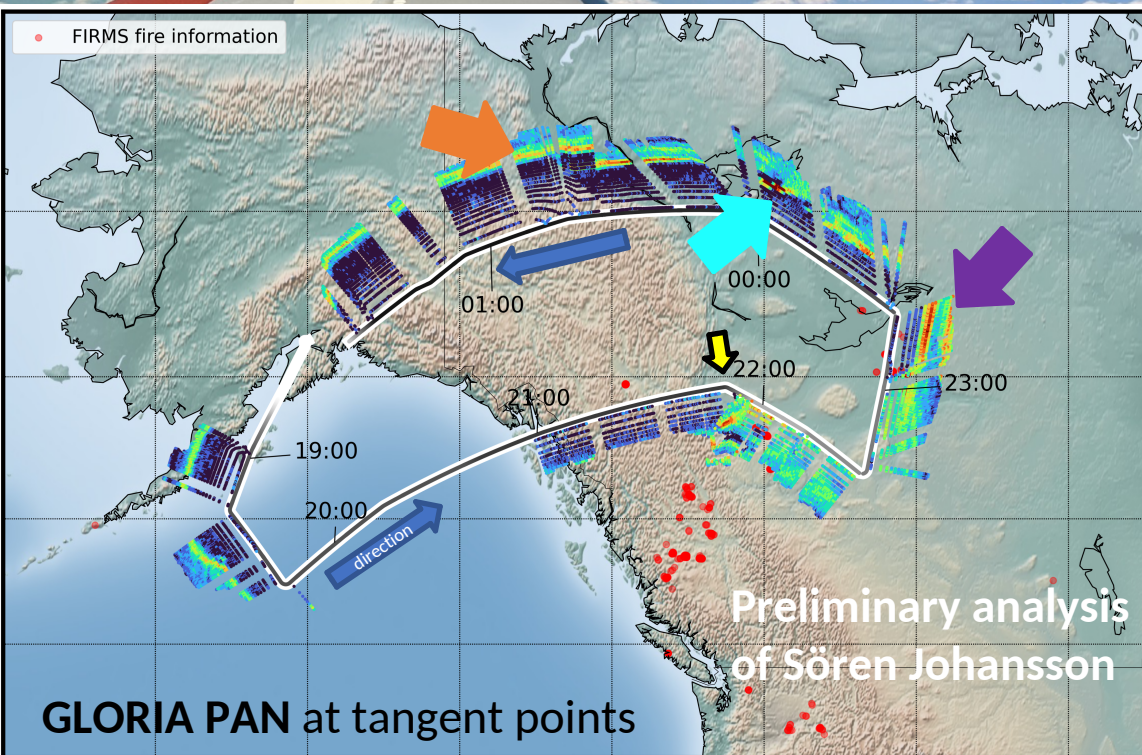 FIRMS fire information
01:00
00:00
22:00
21:00
23:00
19:00
20:00
direction
Preliminary analysis
of Sören Johansson
GLORIA PAN at tangent points